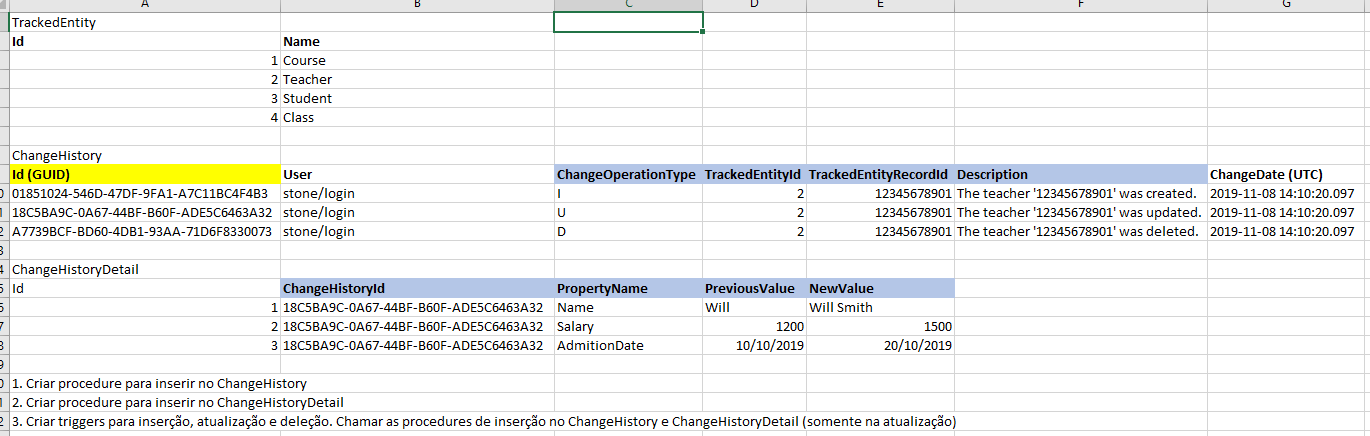 A B C D E F G
TrackedEntity
Id Name
1 Course
2 Teacher
3 Student
4 Class
ChangeHistory
Id (GUID) User ChangeOperationType TrackedEntityId TrackedEntityRecordId Description ChangeDate (UTC)
01851024-546D-47DF-9FA1-A7C11BC4F4B3 stone/login I 2 12345678901 The teacher '12345678901' was created. 2019-11-08 14:10:20.097
18C5BA9C-0A67-44BF-B60F-ADE5C6463A32 stone/login U 2 12345678901 The teacher '12345678901' was updated. 2019-11-08 14:10:20.097
A7739BCF-BD60-4DB1-93AA-71D6F8330073 stone/login D 2 12345678901 The teacher '12345678901' was deleted. 2019-11-08 14:10:20.097
ChangeHistoryDetail
Id ChangeHistoryId PropertyName PreviousValue NewValue
1 18C5BA9C-0A67-44BF-B60F-ADE5C6463A32 Name Will Will Smith
2 18C5BA9C-0A67-44BF-B60F-ADE5C6463A32 Salary 1200 1500
3 18C5BA9C-0A67-44BF-B60F-ADE5C6463A32 AdmitionDate 10/10/2019 20/10/2019
1. Criar procedure para inserir no ChangeHistory
2. Criar procedure para inserir no ChangeHistoryDetail
3. Criar triggers para inserção, atualização e deleção. Chamar as procedures de inserção no ChangeHistory e ChangeHistoryDetail (somente na atualização)